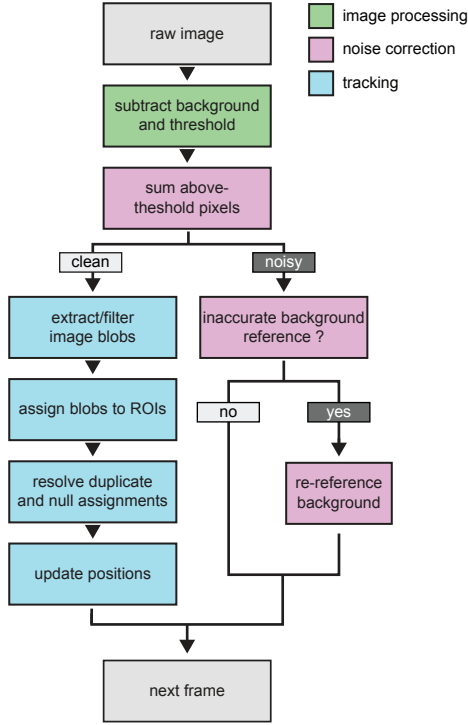 raw image
image processing
noise correction
tracking
subtract background
and threshold
sum above-
theshold pixels
clean
noisy
extract/filter
image blobs
inaccurate background
reference ?
assign blobs to ROIs
no
yes
resolve duplicate
and null assignments
re-reference
background
update positions
next frame